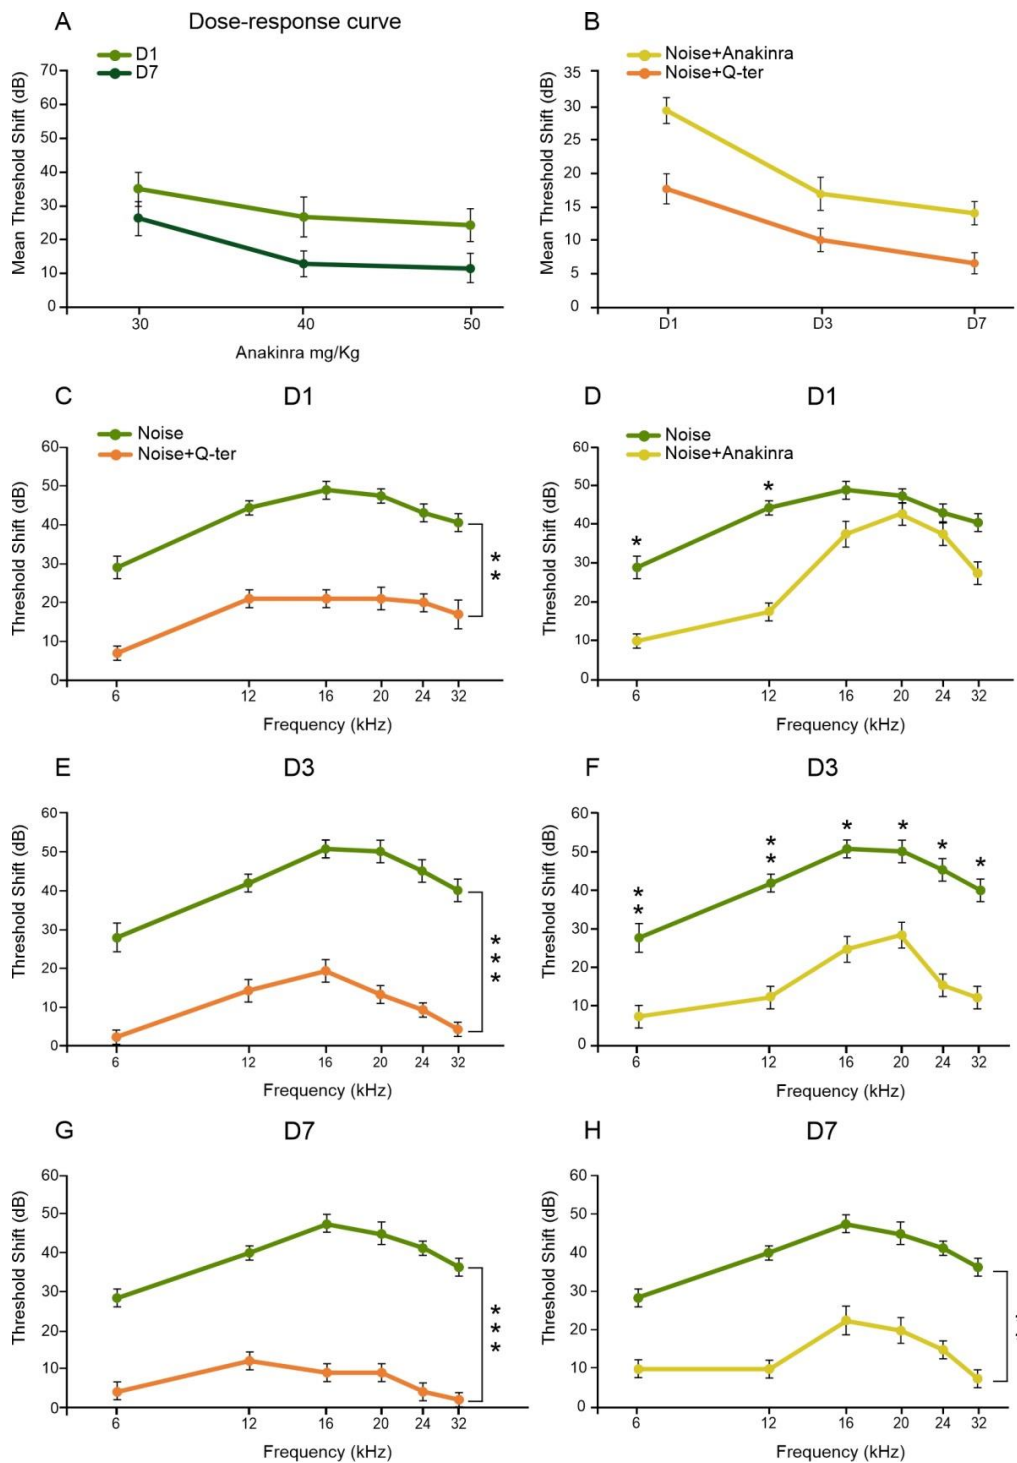 A
Dose-response curve
D1
D7
Mean Threshold Shift (dB)
70
60
50
40
30
20
10
0
30
40
50
Anakinra mg/Kg
B
Noise+Anakinra
Noise+Q-ter
Mean Threshold Shift (dB)
35
30
25
20
15
10
5
0
D1
D3
D7
C
D1
Noise
Noise+Q-ter
Threshold Shift (dB)
60
50
40
30
20
10
0
**
6
12
16
20
24
32
Frequency (kHz)
D
D1
Noise
Noise+Anakinra
Threshold Shift (dB)
60
50
40
30
20
10
0
*
*
6
12
16
20
24
32
Frequency (kHz)
E
D3
Threshold Shift (dB)
60
50
40
30
20
10
0
***
6
12
16
20
24
32
Frequency (kHz)
F
D3
Threshold Shift (dB)
60
50
40
30
20
10
0
**
**
*
*
*
*
6
12
16
20
24
32
Frequency (kHz)
G
D7
Threshold Shift (dB)
60
50
40
30
20
10
0
***
6
12
16
20
24
32
Frequency (kHz)
H
D7
Threshold Shift (dB)
60
50
40
30
20
10
0
6
12
16
20
24
32
Frequency (kHz)